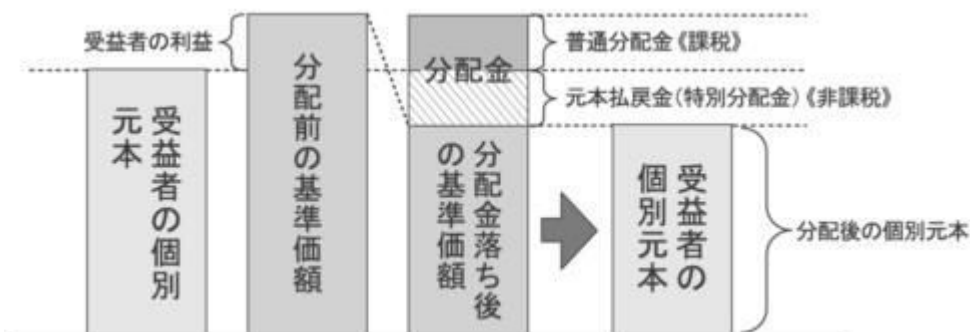 受益者の利益
受益者の個別
元本
分配前の基準価額
分配金
分配金落ち後
の基準価額
普通分配金《課税》
元本払戻金(特別分配金)《非課税》
受益者の
個別元本
分配後の個別元本